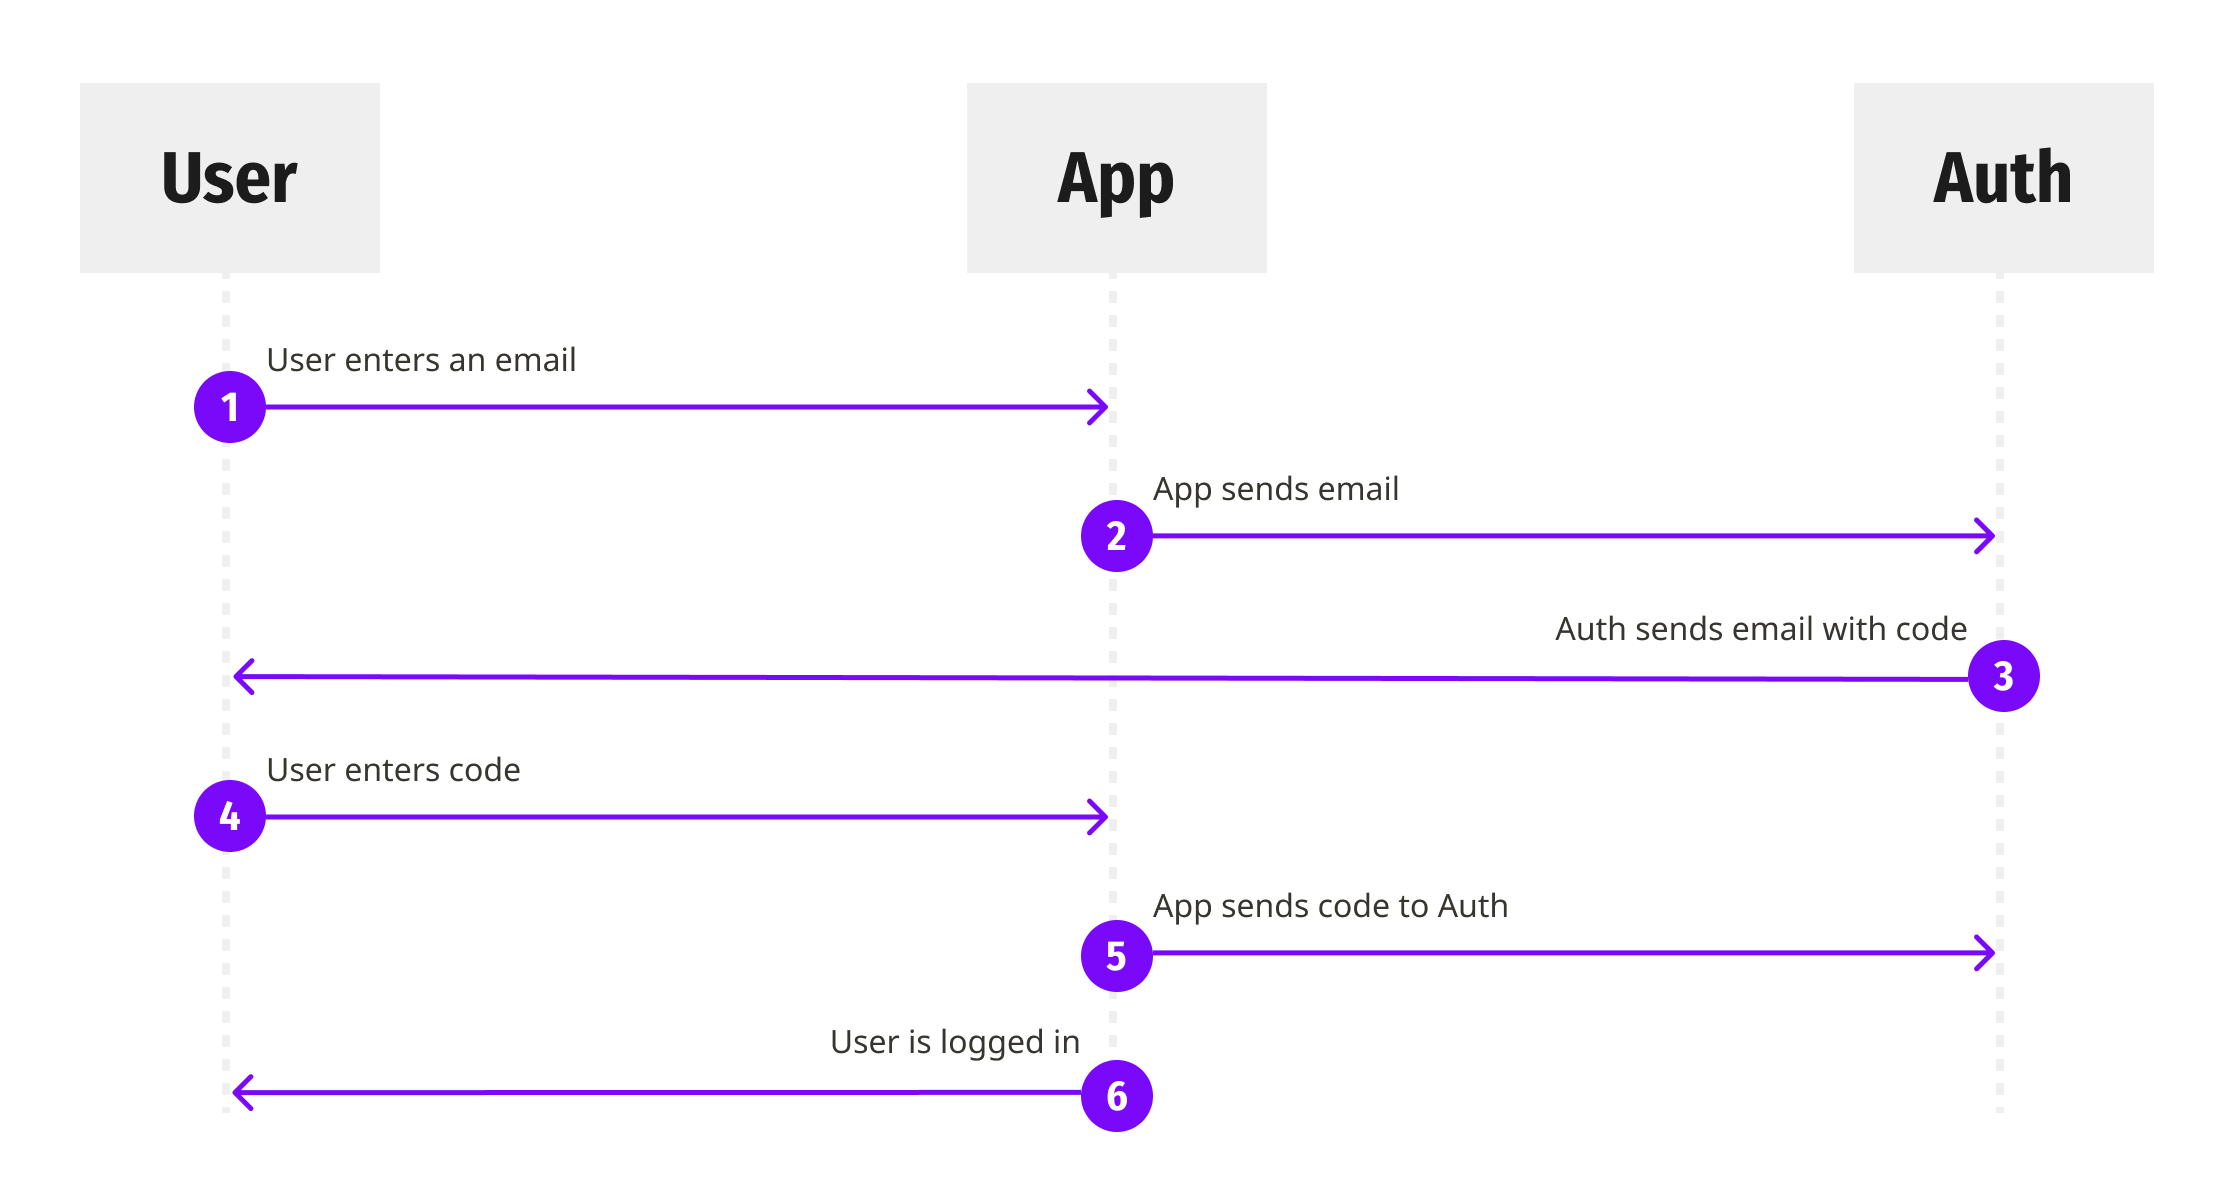 User
App
Auth
User enters an email
1
App sends email
2
Auth sends email with code
3
User enters code
4
App sends code to Auth
5
User is logged in
6